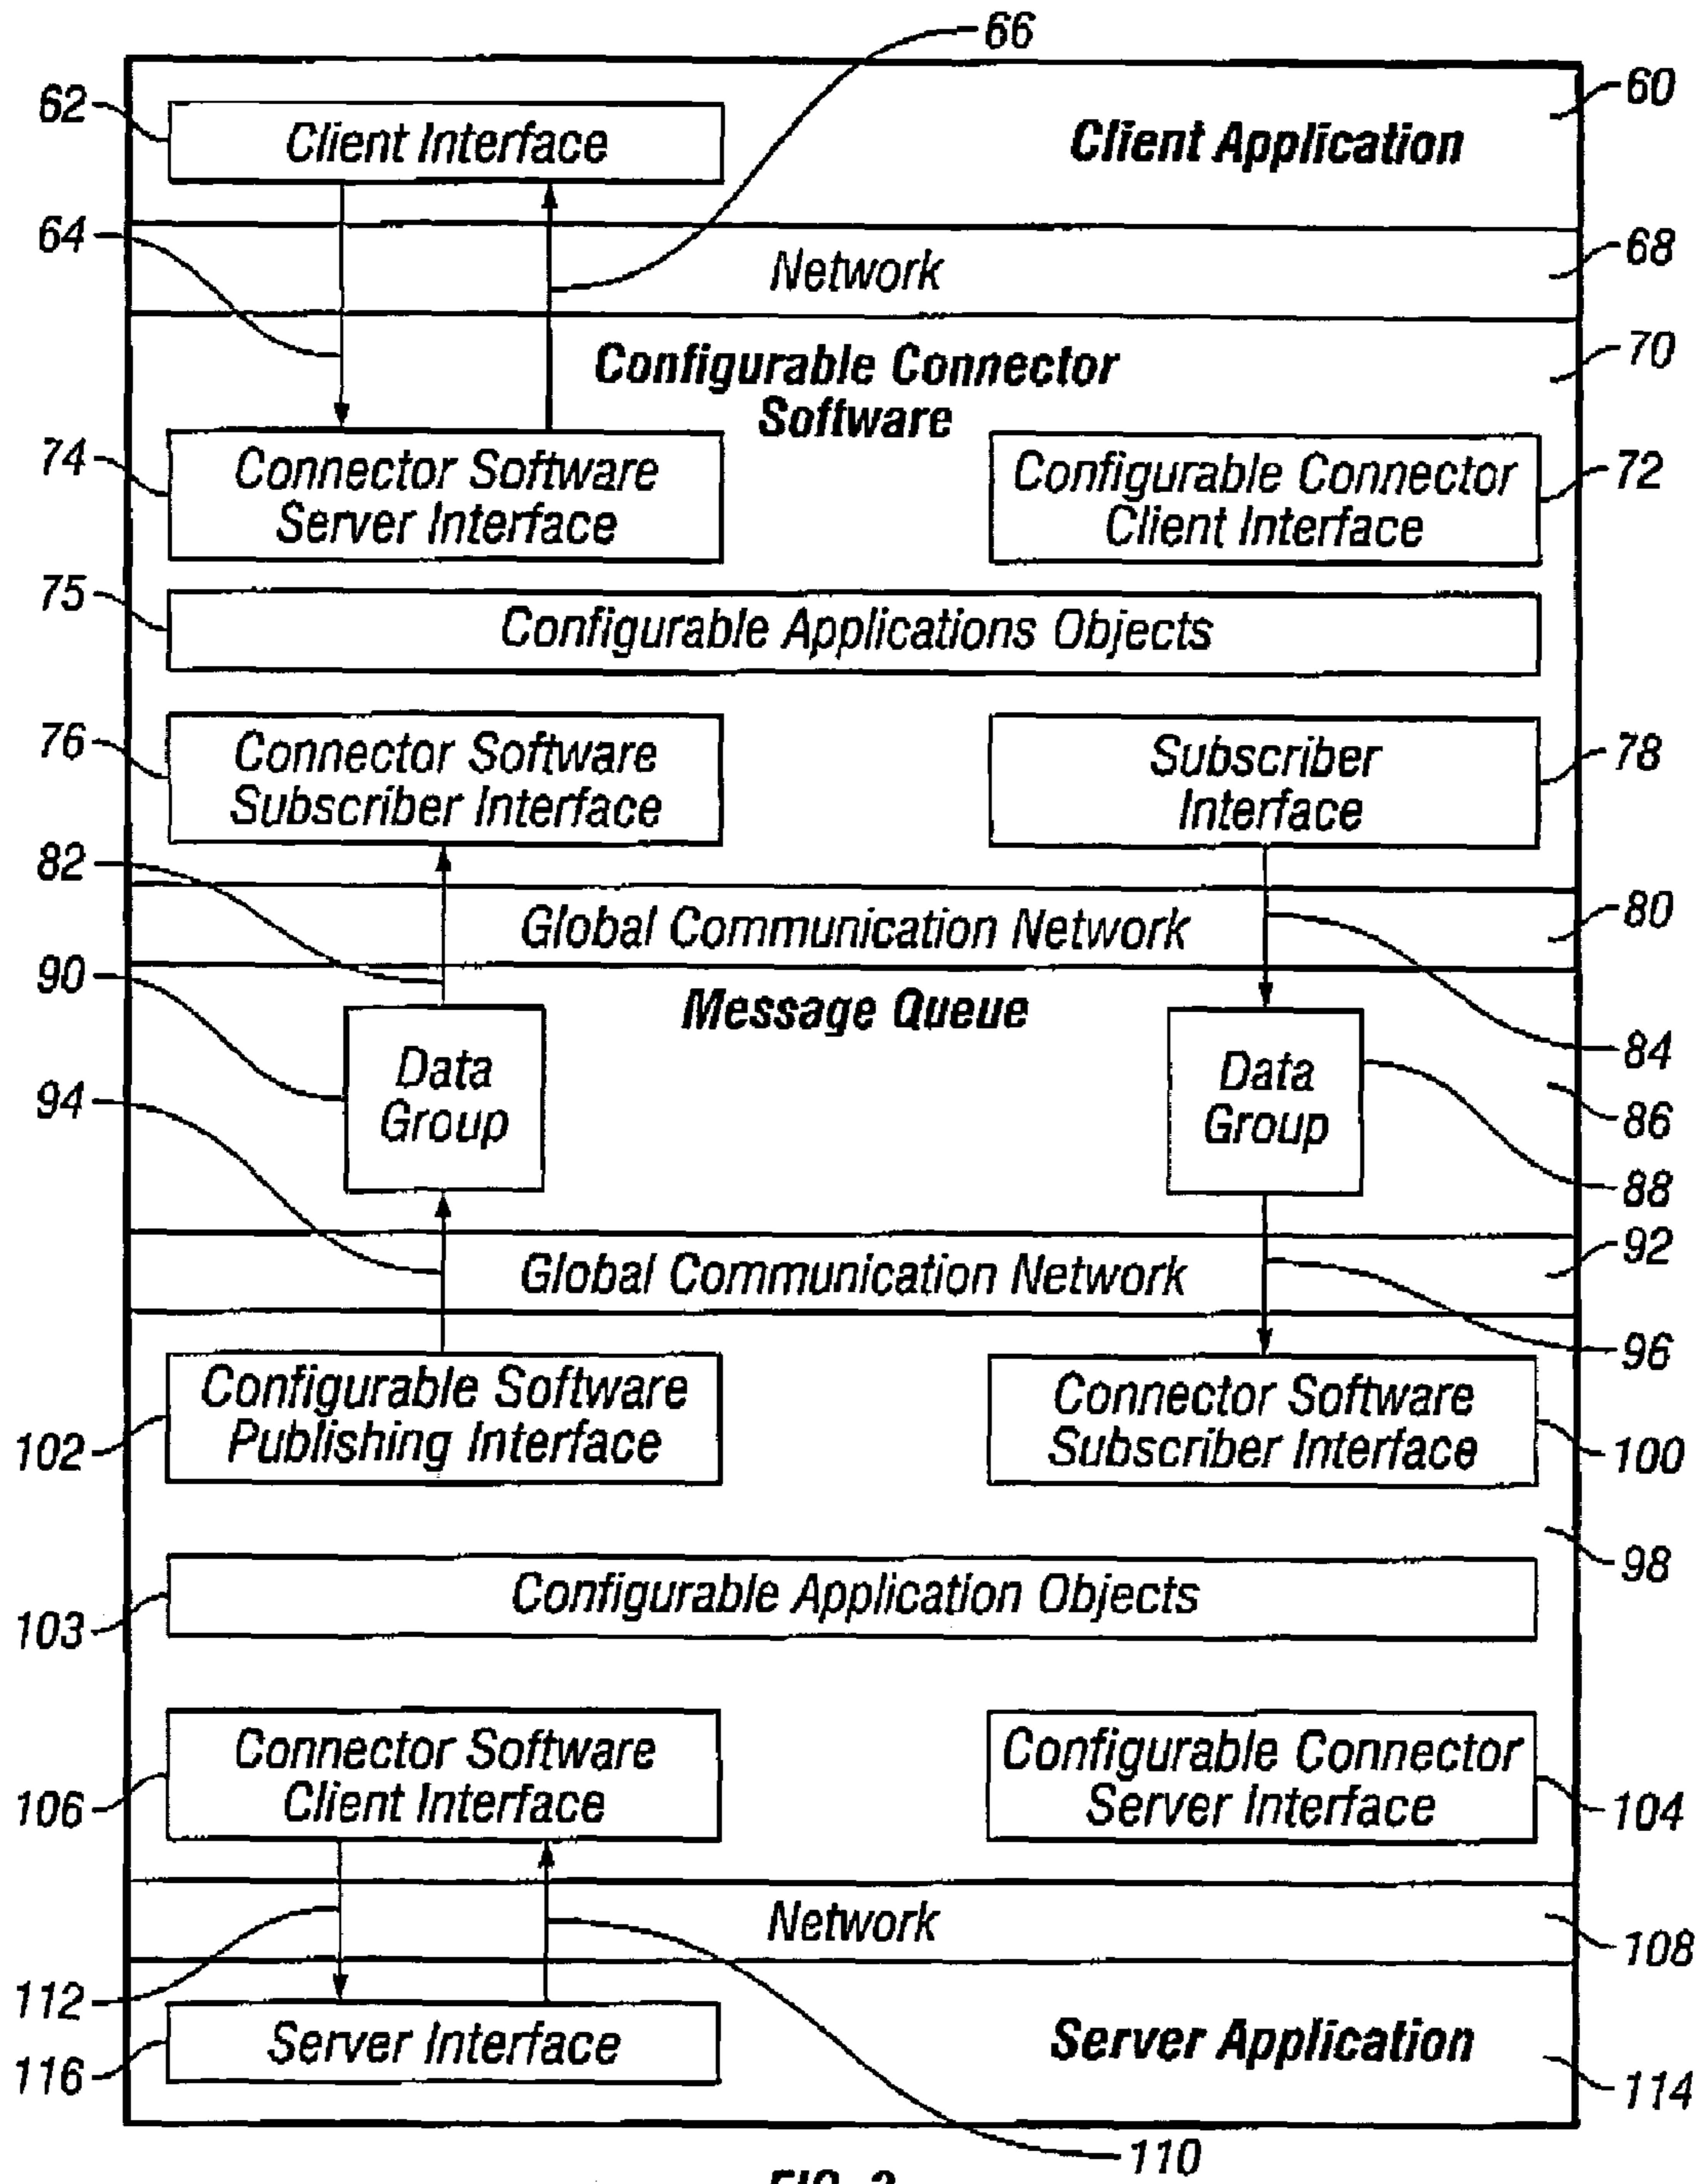 66
62
Client Interface
Client Application
60
64
Network
68
Configurable Connector
Software
70
74
Connector Software
Server Interface
Configurable Connector
Client Interface
72
75
Configurable Applications Objects
76
Connector Software
Subscriber Interface
Subscriber
Interface
78
82
Global Communication Network
80
90
Message Queue
Data
Group
Data
Group
84
94
86
88
Global Communication Network
92
96
102
Configurable Software
Publishing Interface
Connector Software
Subscriber Interface
100
98
103
Configurable Application Objects
106
Connector Software
Client Interface
Configurable Connector
Server Interface
104
Network
108
112
116
Server Interface
Server Application
114
110